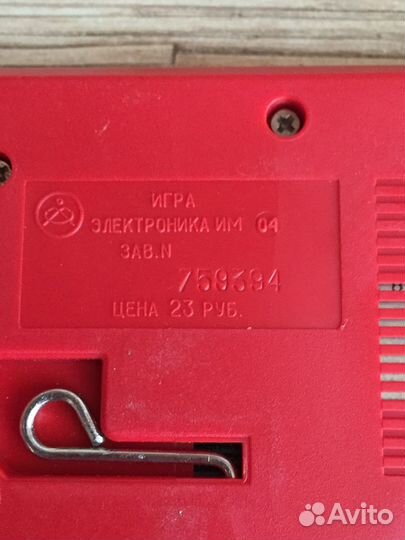 ИГРА
ЭЛЕКТРОНИКА ИМ 04
ЗАВ.N
759394
ЦЕНА 23 РУБ.
Avito